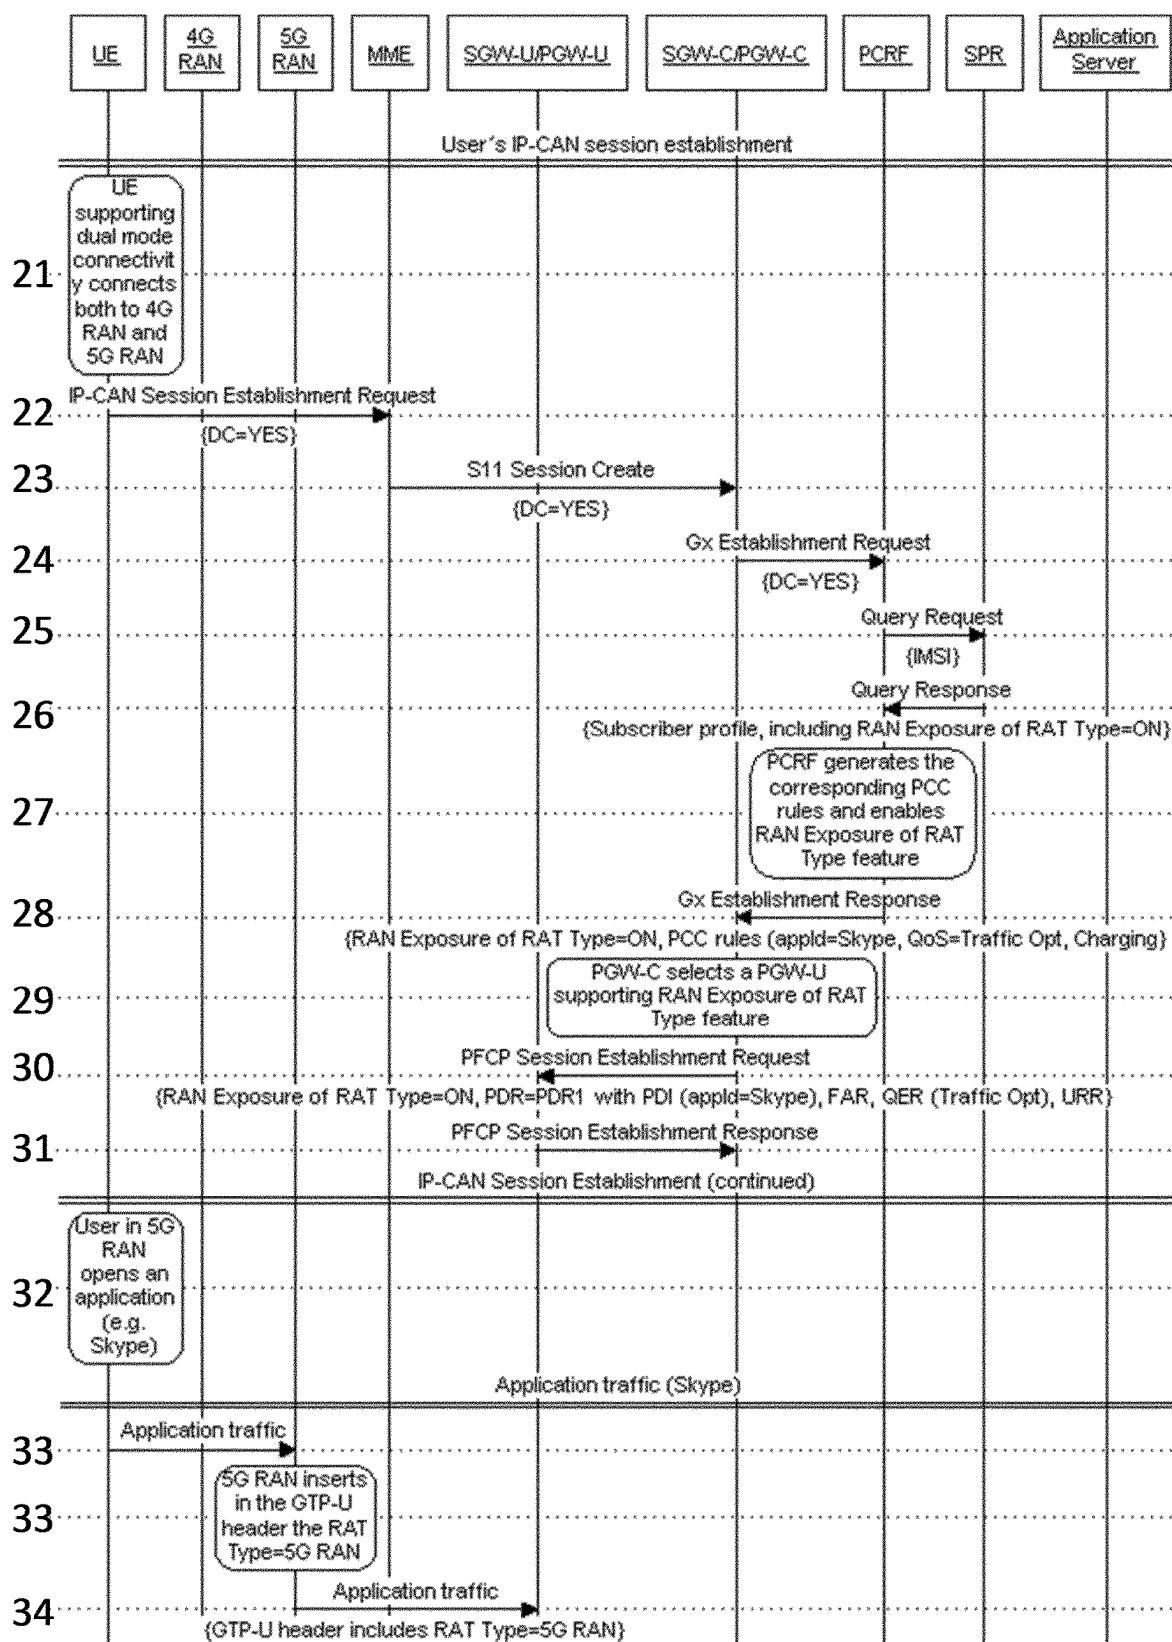 UE
4G
RAN
5G
RAN
MME
SGW-U/PGW-U
SGW-C/PGW-C
PCRF
SPR
Application
Server
User´s IP-CAN session establishment
21
UE
supporting
dual mode
connectivit
y connects
both to 4G
RAN and
5G RAN
22
IP-CAN Session Establishment Request
{DC=YES}
23
S11 Session Create
{DC=YES}
24
Gx Establishment Request
{DC=YES}
25
Query Request
{IMSI}
26
Query Response
{Subscriber profile, including RAN Exposure of RAT Type=ON}
27
PCRF generates the
corresponding PCC
rules and enables
RAN Exposure of RAT
Type feature
28
Gx Establishment Response
{RAN Exposure of RAT Type=ON, PCC rules (appId=Skype, QoS=Traffic Opt, Charging}
29
PGW-C selects a PGW-U
supporting RAN Exposure of RAT
Type feature
30
PFCP Session Establishment Request
{RAN Exposure of RAT Type=ON, PDR=PDR1 with PDI (appId=Skype), FAR, QER (Traffic Opt), URR}
31
PFCP Session Establishment Response
IP-CAN Session Establishment (continued)
32
User in 5G
RAN
opens an
application
(e.g.
Skype)
Application traffic (Skype)
33
Application traffic
33
5G RAN inserts
in the GTP-U
header the RAT
Type=5G RAN
34
Application traffic
{GTP-U header includes RAT Type=5G RAN}